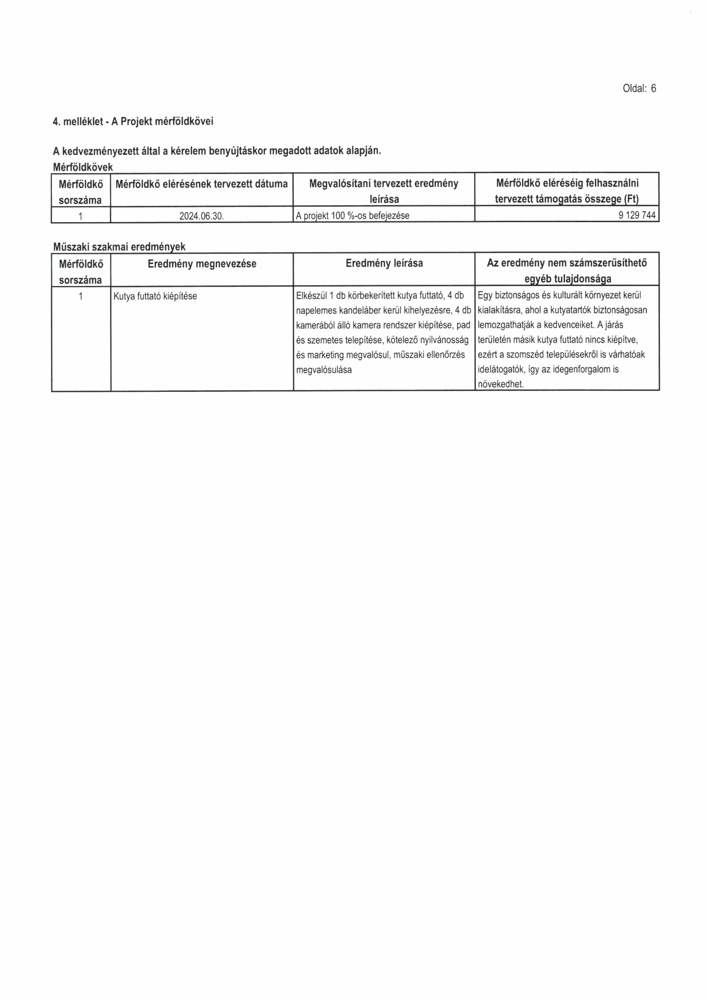 Oldal: 6
4. melléklet - A Projekt mérföldkövei
A kedvezményezett által a kérelem benyújtáskor megadott adatok alapján.
Mérföldkövek
Mérföldkő sorszáma
Mérföldkő elérésének tervezett dátuma
Megvalósítani tervezett eredmény leírása
Mérföldkő eléréséig felhasználni tervezett támogatás összege (Ft)
1
2024.06.30.
A projekt 100 %-os befejezése
9 129 744
Műszaki szakmai eredmények
Mérföldkő sorszáma
Eredmény megnevezése
Eredmény leírása
Az eredmény nem számszerűsíthető egyéb tulajdonsága
1
Kutya futtató kiépítése
Elkészül 1 db körbekerített kutya futtató, 4 db
napelemes kandeláber kerül kihelyezésre, 4 db
kamerából álló kamera rendszer kiépítése, pad
és szemetes telepítése, kötelező nyilvánosság
és marketing megvalósul, műszaki ellenőrzés
megvalósulása
Egy biztonságos és kulturált környezet kerül
kialakításra, ahol a kutyatartók biztonságosan
lemozgathatják a kedvenceiket. A járás
területén másik kutya futtató nincs kiépítve,
ezért a szomszéd településekről is várhatóak
idelátogatók, így az idegenforgalom is
növekedhet.